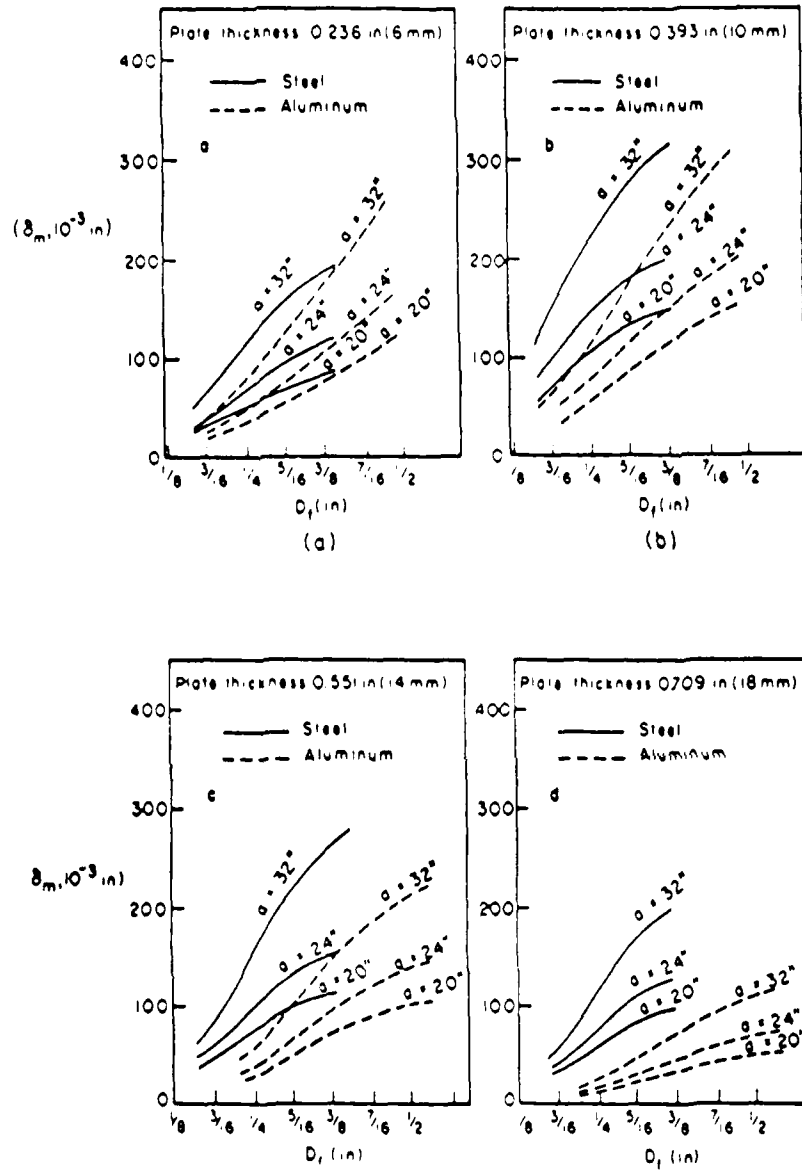 Plate thickness 0.236 in (6 mm)
400
Steel
Aluminum
a
300
(δm, 10⁻³ in)
200
100
0
a = 32"
a = 24"
a = 20"
a = 32"
a = 24"
a = 20"
1/8 3/16 1/4 5/16 3/8 7/16 1/2
Df (in)
(a)
Plate thickness 0.393 in (10 mm)
400
Steel
Aluminum
b
300
200
100
0
a = 32"
a = 24"
a = 20"
a = 32"
a = 24"
a = 20"
1/8 3/16 1/4 5/16 3/8 7/16 1/2
Df (in)
(b)
Plate thickness 0.551 in (14 mm)
400
Steel
Aluminum
c
300
δm, 10⁻³ in)
200
100
0
a = 32"
a = 24"
a = 20"
a = 32"
a = 24"
a = 20"
1/8 3/16 1/4 5/16 3/8 7/16 1/2
Df (in)
Plate thickness 0709 in (18 mm)
400
Steel
Aluminum
d
300
200
100
0
a = 32"
a = 24"
a = 20"
a = 32"
a = 24"
a = 20"
1/8 3/16 1/4 5/16 3/8 7/16 1/2
Df (in)